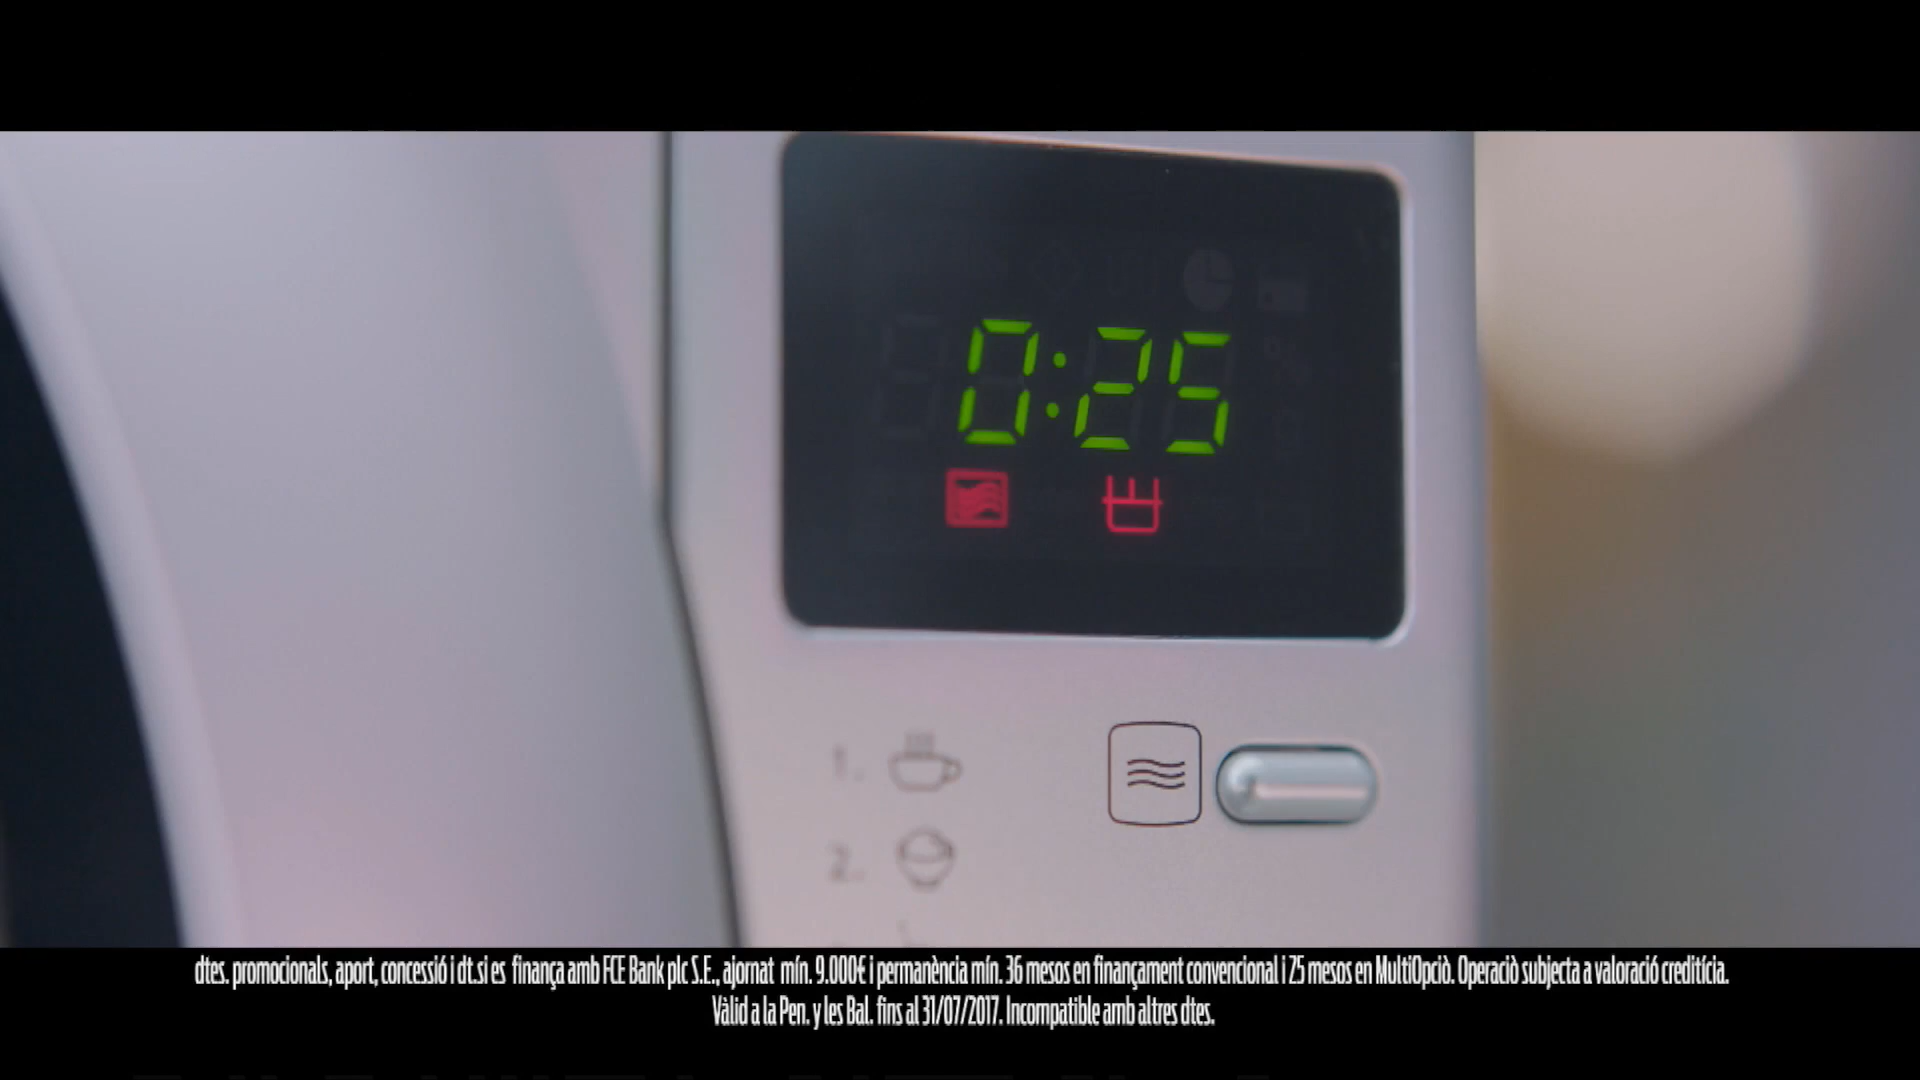 0:25
1.
2.
dtes. promocionals, aport, concessió i dt.si es finança amb FCE Bank plc S.E., ajornat mín. 9.000€ i permanència mín. 36 mesos en finançament convencional i 25 mesos en MultiOpciò. Operaciò subjecta a valoració creditícia.
Vàlid a la Pen. y les Bal. fins al 31/07/2017. Incompatible amb altres dtes.